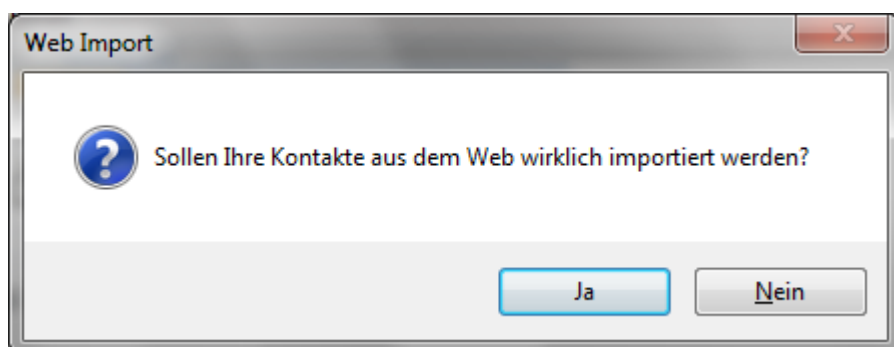 Web Import
Sollen Ihre Kontakte aus dem Web wirklich importiert werden?
Ja
Nein